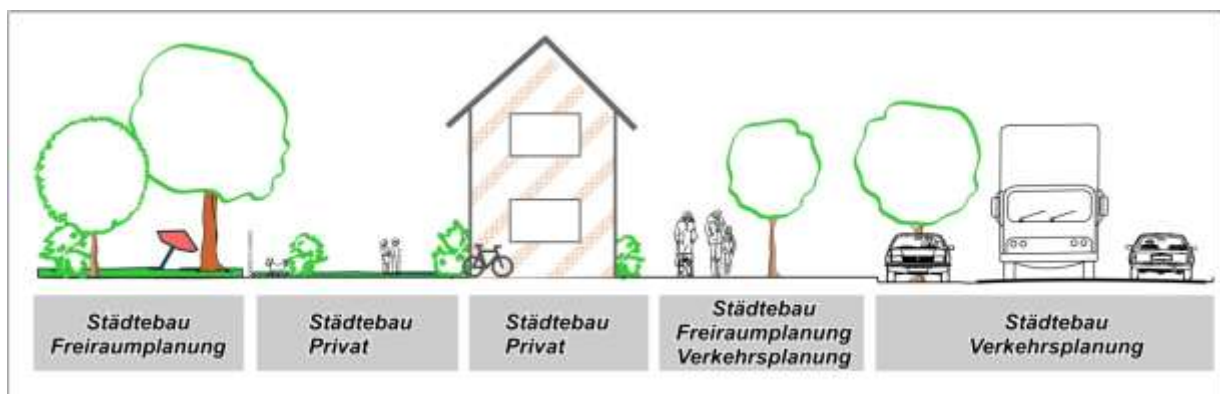 Städtebau
Freiraumplanung
Städtebau
Privat
Städtebau
Privat
Städtebau
Freiraumplanung
Verkehrsplanung
Städtebau
Verkehrsplanung